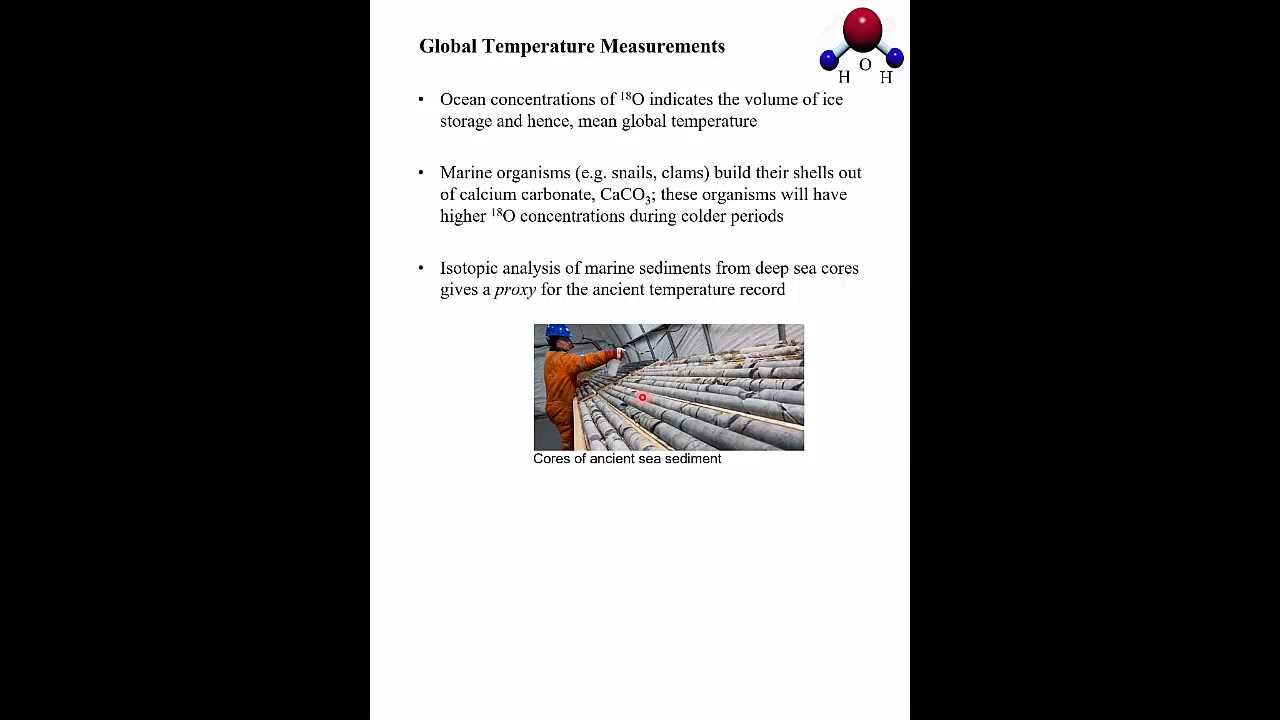 Global Temperature Measurements
H O H
• Ocean concentrations of ¹⁸O indicates the volume of ice
storage and hence, mean global temperature
• Marine organisms (e.g. snails, clams) build their shells out
of calcium carbonate, CaCO₃; these organisms will have
higher ¹⁸O concentrations during colder periods
• Isotopic analysis of marine sediments from deep sea cores
gives a proxy for the ancient temperature record
Cores of ancient sea sediment